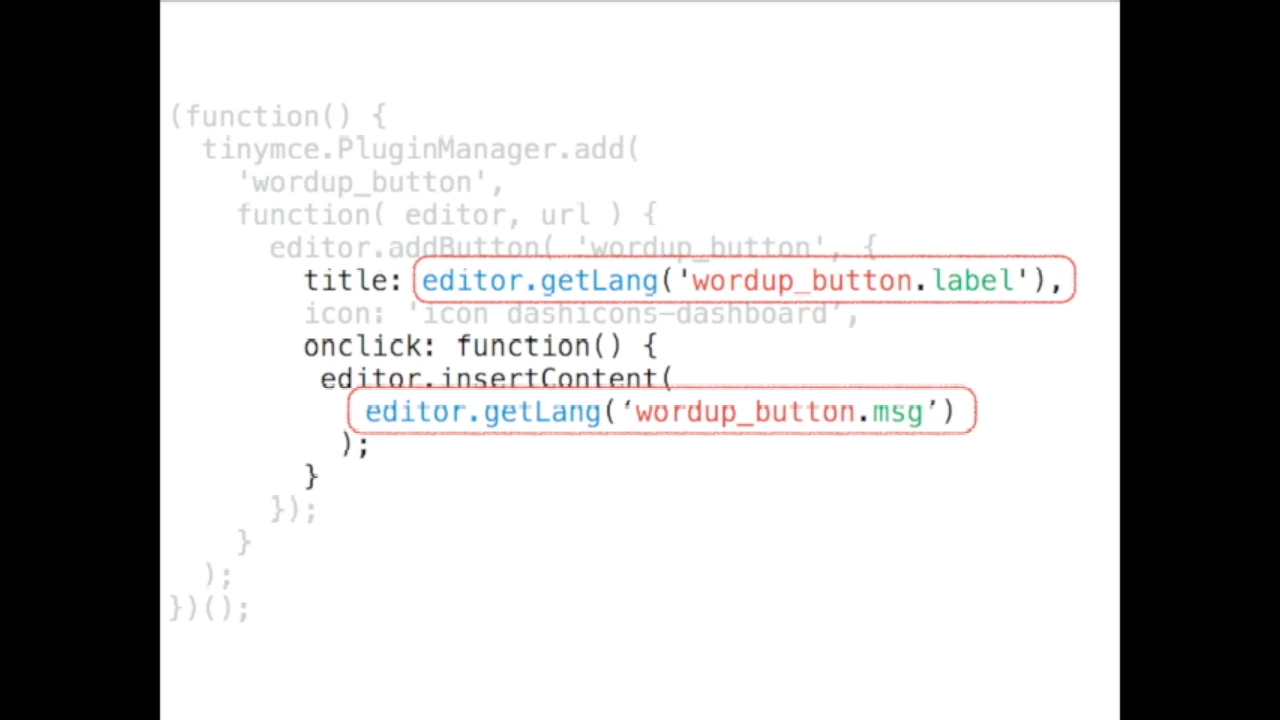 (function() {
tinymce.PluginManager.add(
'wordup_button',
function( editor, url ) {
editor.addButton( 'wordup_button', {
title: editor.getLang('wordup_button.label'),
icon: 'icon dashicons-dashboard’,
onclick: function() {
editor.insertContent(
editor.getLang(‘wordup_button.msg’)
);
}
});
}
);
})();